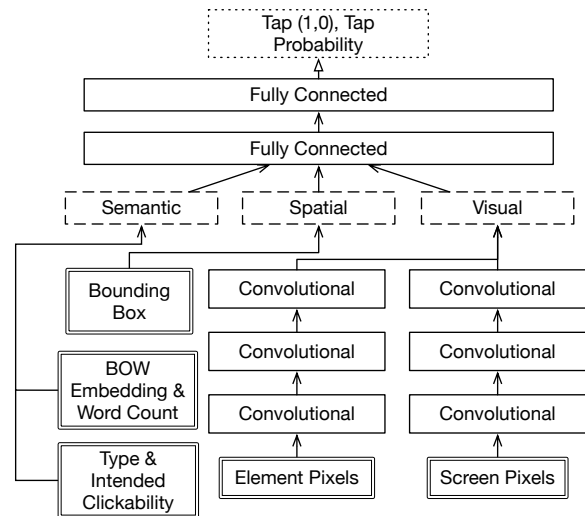 Tap (1,0), Tap
Probability
Fully Connected
Fully Connected
Semantic
Spatial
Visual
Bounding
Box
Convolutional
Convolutional
BOW
Embedding &
Word Count
Convolutional
Convolutional
Convolutional
Convolutional
Type &
Intended
Clickability
Element Pixels
Screen Pixels